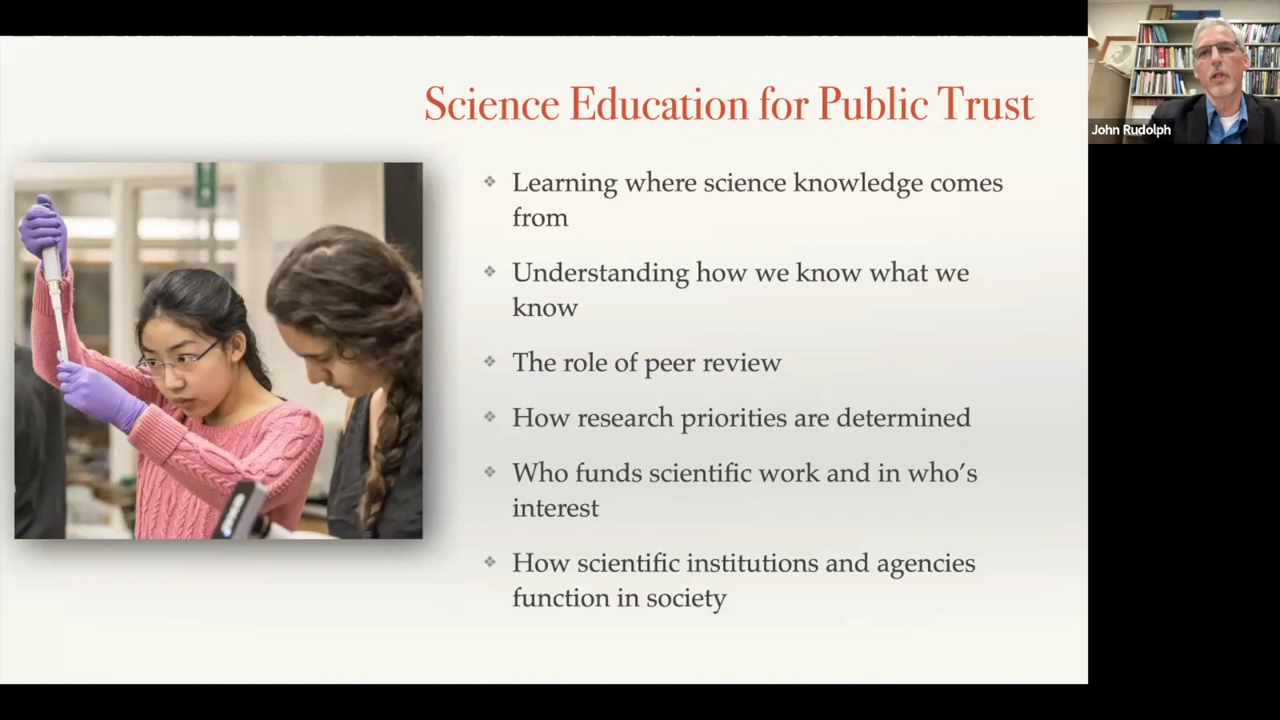 Science Education for Public Trust
John Rudolph
Learning where science knowledge comes
from
Understanding how we know what we
know
The role of peer review
How research priorities are determined
Who funds scientific work and in who’s
interest
How scientific institutions and agencies
function in society